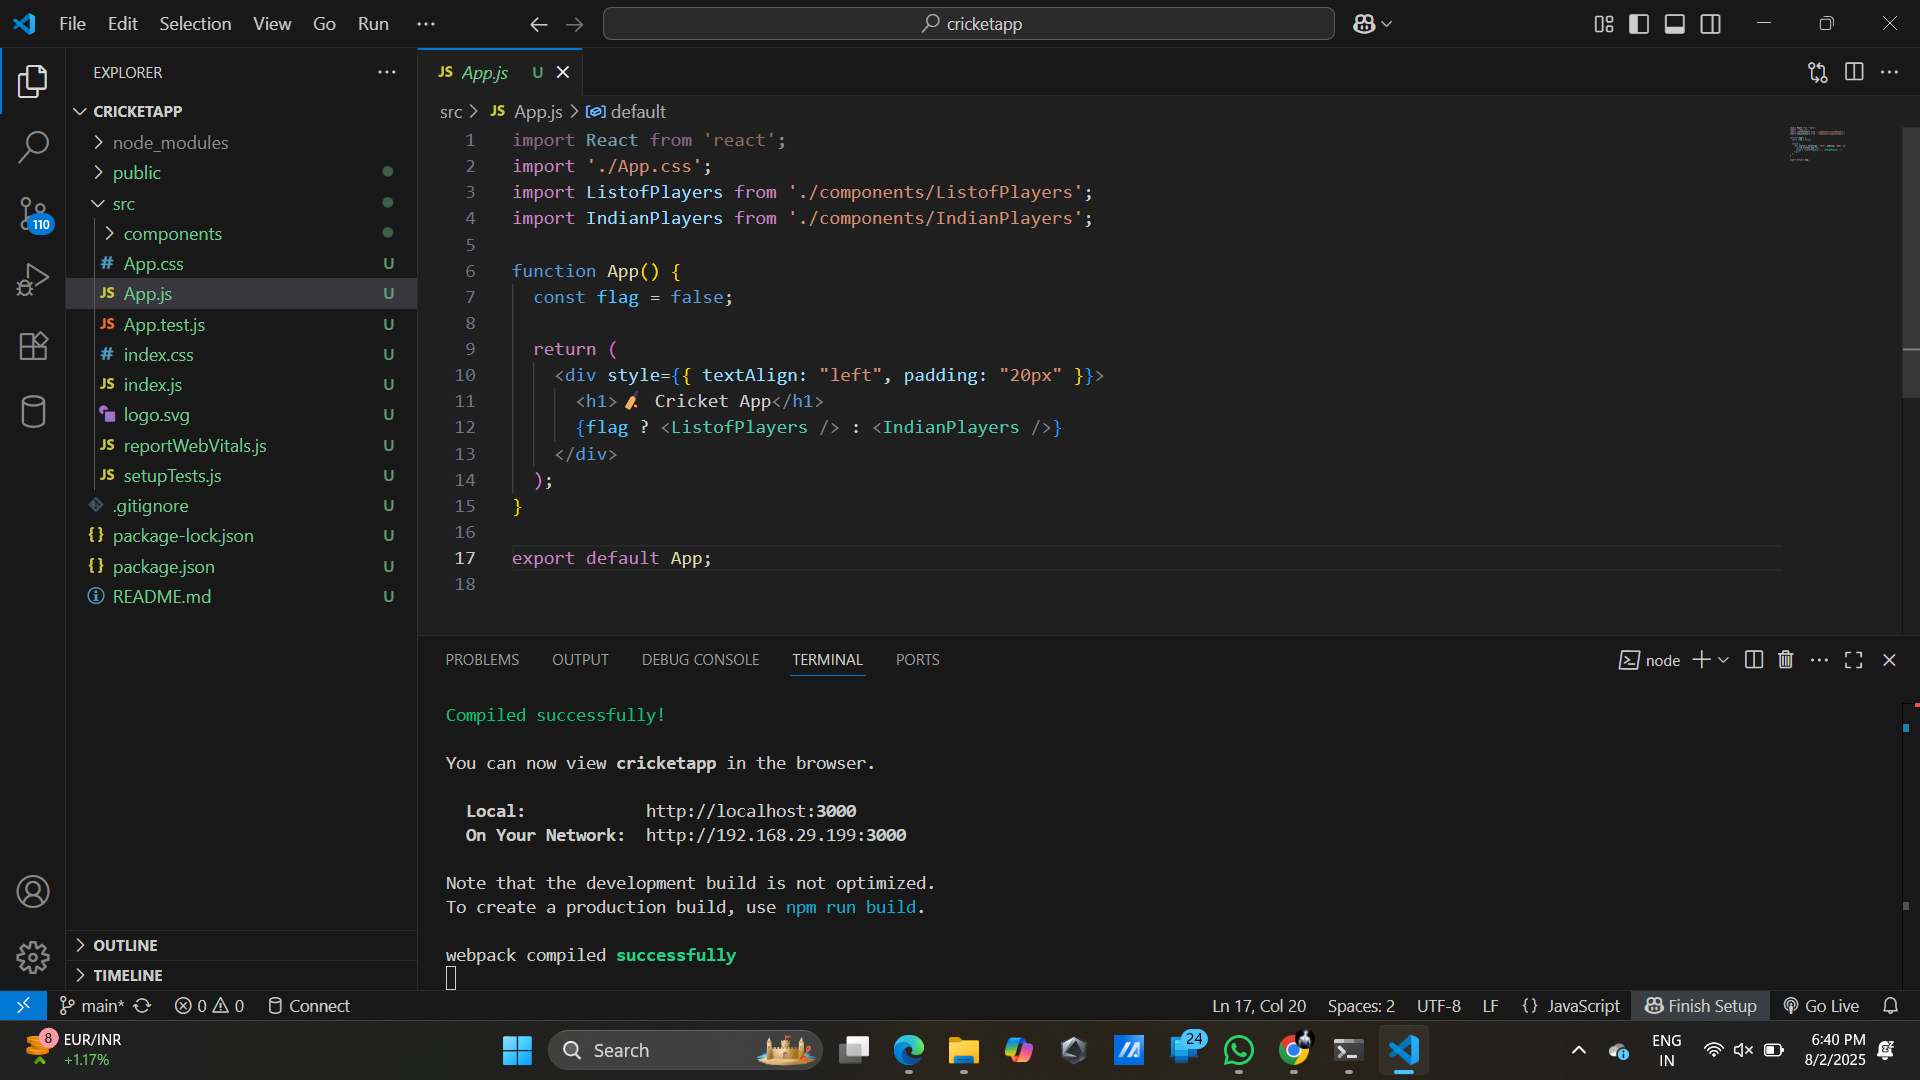 File Edit Selection View Go Run ···
cricketapp
EXPLORER
CRICKETAPP
node_modules
public
src
components
# App.css U
JS App.js U
JS App.test.js U
# index.css U
JS index.js U
logo.svg U
JS reportWebVitals.js U
JS setupTests.js U
.gitignore U
{} package-lock.json U
{} package.json U
README.md U
OUTLINE
TIMELINE
110
JS App.js U
src > JS App.js > default
1 import React from 'react';
2 import './App.css';
3 import ListofPlayers from './components/ListofPlayers';
4 import IndianPlayers from './components/IndianPlayers';
5
6 function App() {
7 const flag = false;
8
9 return (
10 <div style={{ textAlign: "left", padding: "20px" }}>
11 <h1>🏏 Cricket App</h1>
12 {flag ? <ListofPlayers /> : <IndianPlayers />}
13 </div>
14 );
15 }
16
17 export default App;
18
PROBLEMS OUTPUT DEBUG CONSOLE TERMINAL PORTS
node
Compiled successfully!
You can now view cricketapp in the browser.
Local: http://localhost:3000
On Your Network: http://192.168.29.199:3000
Note that the development build is not optimized.
To create a production build, use npm run build.
webpack compiled successfully
main* 0 0 Connect
Ln 17, Col 20 Spaces: 2 UTF-8 LF {} JavaScript Finish Setup Go Live
8 EUR/INR
+1.17%
Search
24
ENG
IN
6:40 PM
8/2/2025